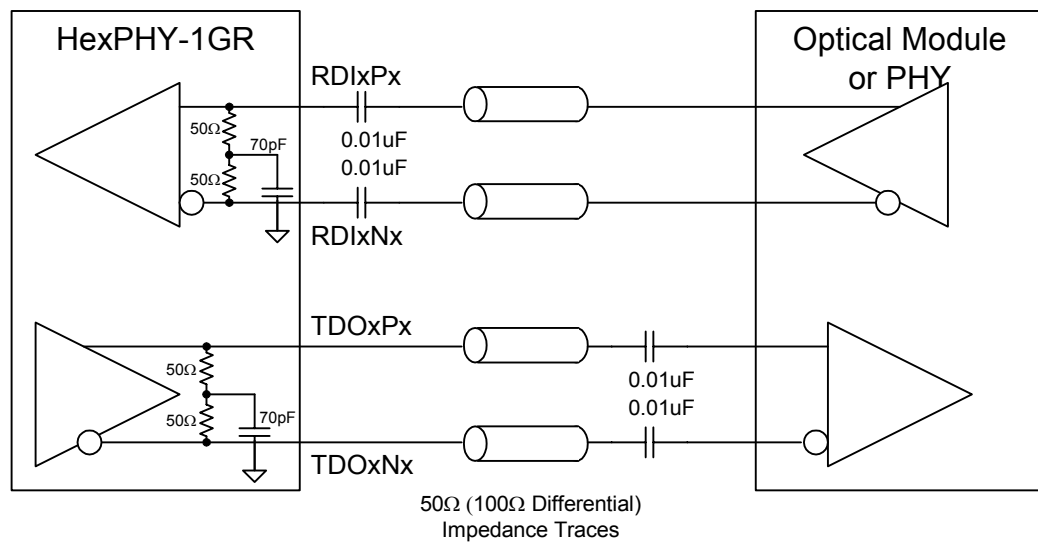 HexPHY-1GR
Optical Module
or PHY
RDIxPx
50Ω
70pF
0.01uF
0.01uF
50Ω
RDIxNx
TDOxPx
50Ω
0.01uF
0.01uF
50Ω
70pF
TDOxNx
50Ω (100Ω Differential)
Impedance Traces